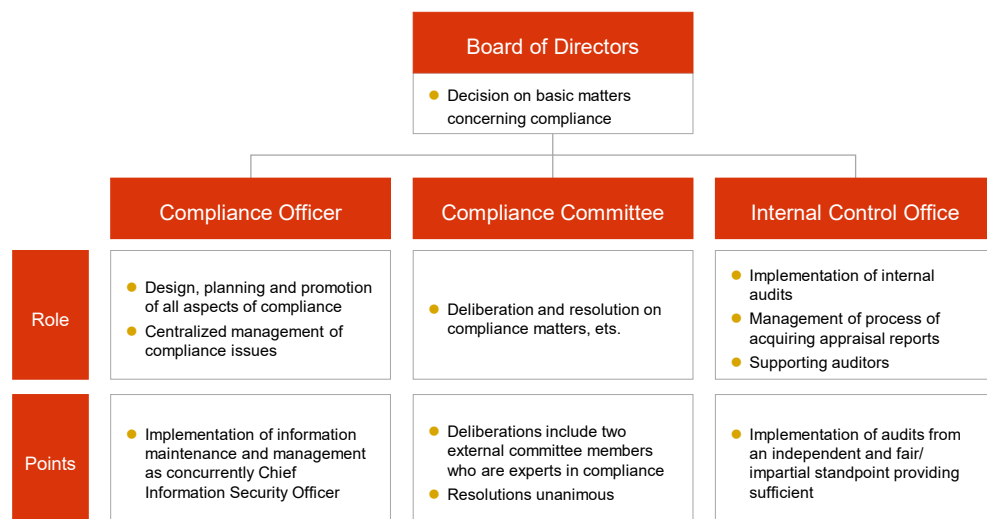 Board of Directors
Decision on basic matters
concerning compliance
Compliance Officer
Compliance Committee
Internal Control Office
Role
Design, planning and promotion
of all aspects of compliance
Centralized management of
compliance issues
Deliberation and resolution on
compliance matters, ets.
Implementation of internal
audits
Management of process of
acquiring appraisal reports
Supporting auditors
Points
Implementation of information
maintenance and management
as concurrently Chief
Information Security Officer
Deliberations include two
external committee members
who are experts in compliance
Resolutions unanimous
Implementation of audits from
an independent and fair/
impartial standpoint providing
sufficient